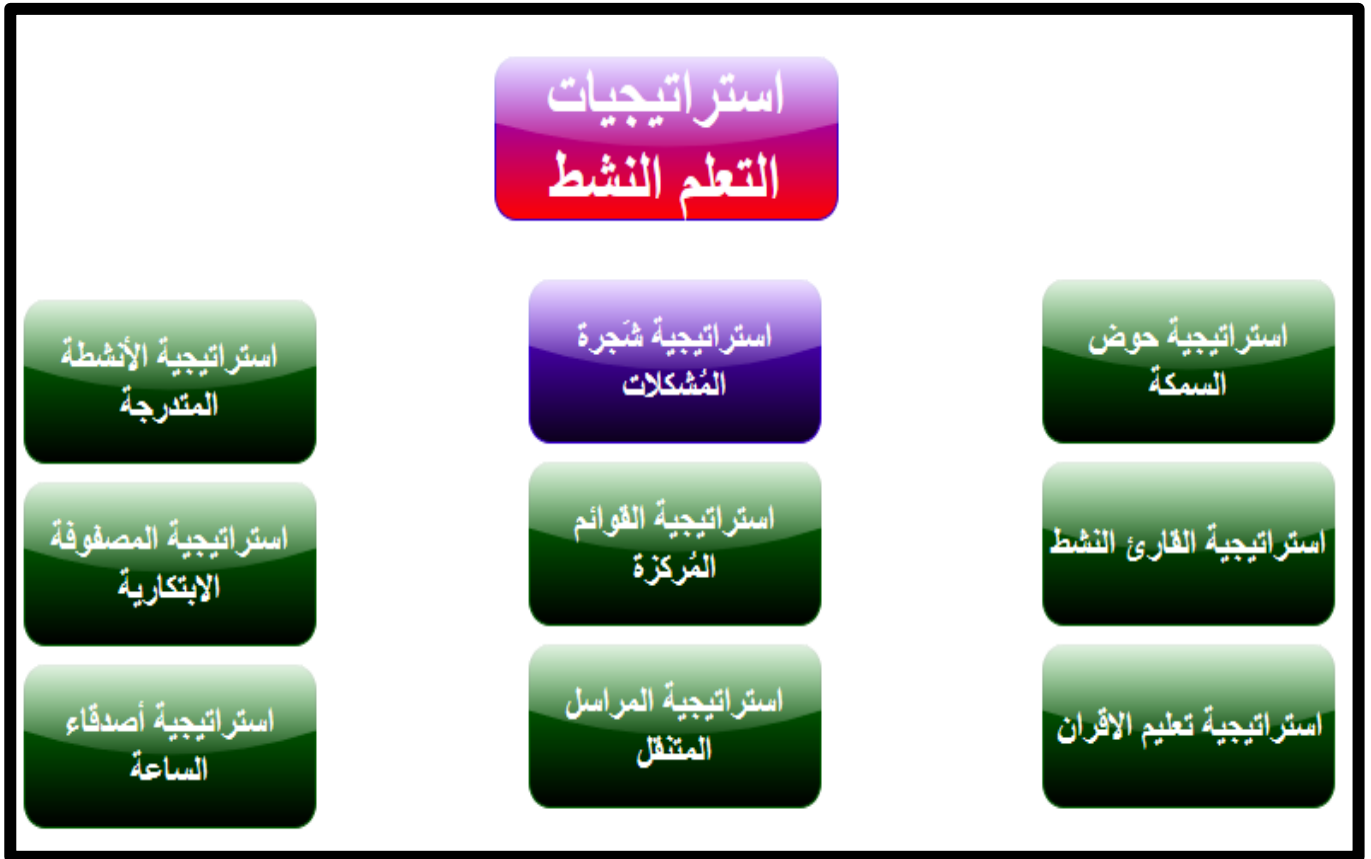 استراتيجيات
التعلم النشط
استراتيجية حوض
السمكة
استراتيجية شَجرة
المُشكلات
استراتيجية الأنشطة
المتدرجة
استراتيجية القارئ النشط
استراتيجية القوائم
المُركزة
استراتيجية المصفوفة
الابتكارية
استراتيجية تعليم الاقران
استراتيجية المراسل
المتنقل
استراتيجية أصدقاء
الساعة